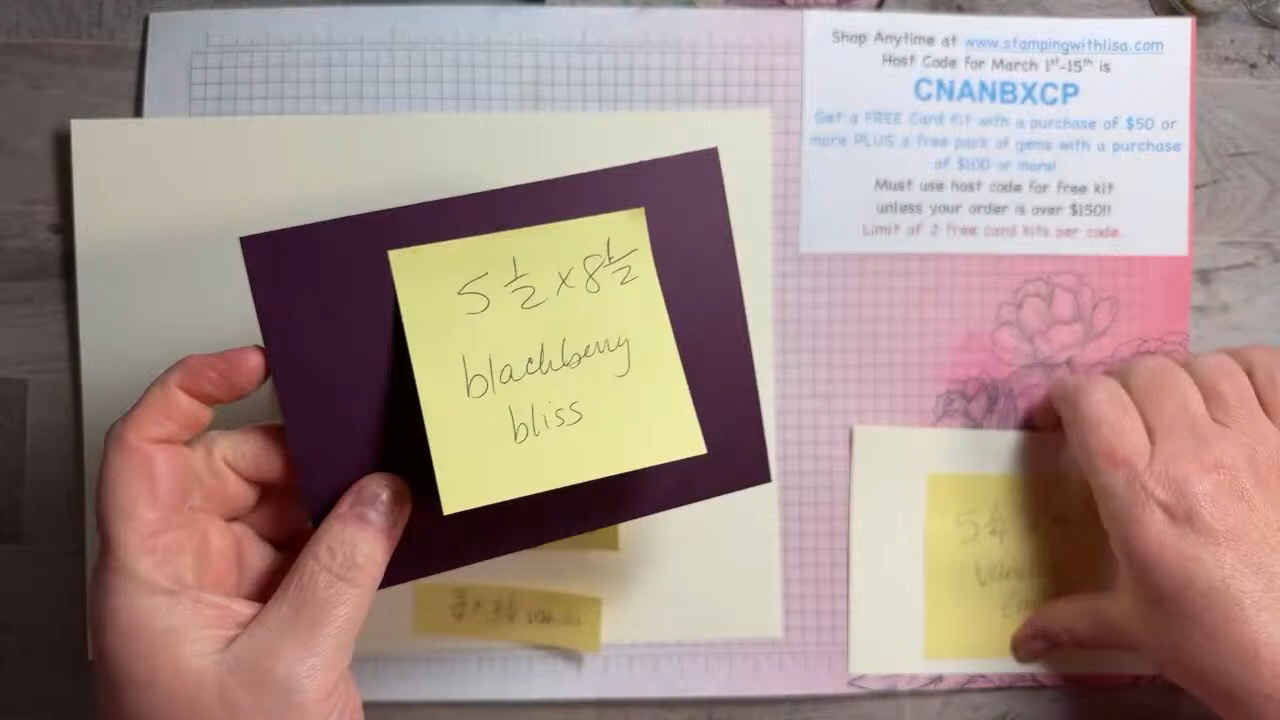 Shop Anytime at www.stampingwithlisa.com
Host Code for March 1st-15th is
CNANBXCP
Get a FREE Card Kit with a purchase of $50 or
more PLUS a free pack of gems with a purchase
of $100 or more!
Must use host code for free kit
unless your order is over $150!!
Limit of 2 free card kits per code.
5 1/2 x 8 1/2
blackberry
bliss
5 1/4